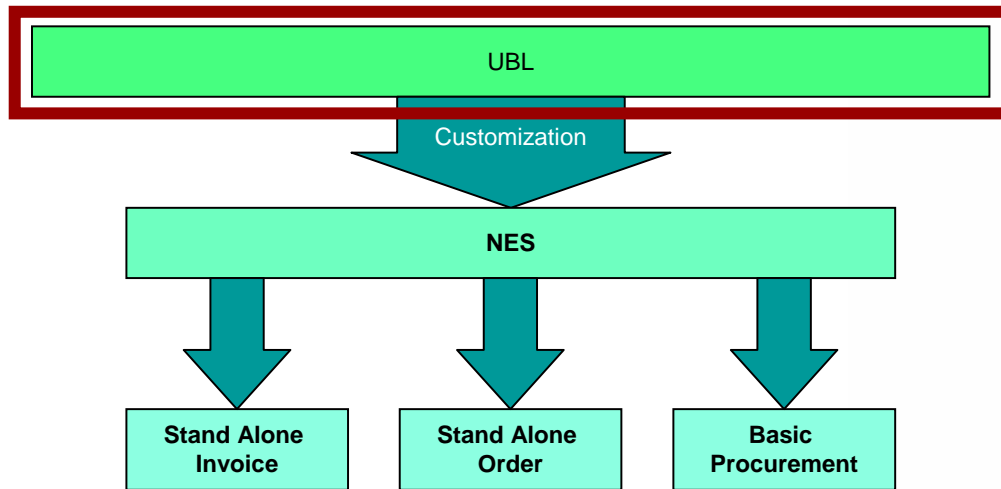 UBL
Customization
NES
Stand Alone
Invoice
Stand Alone
Order
Basic
Procurement